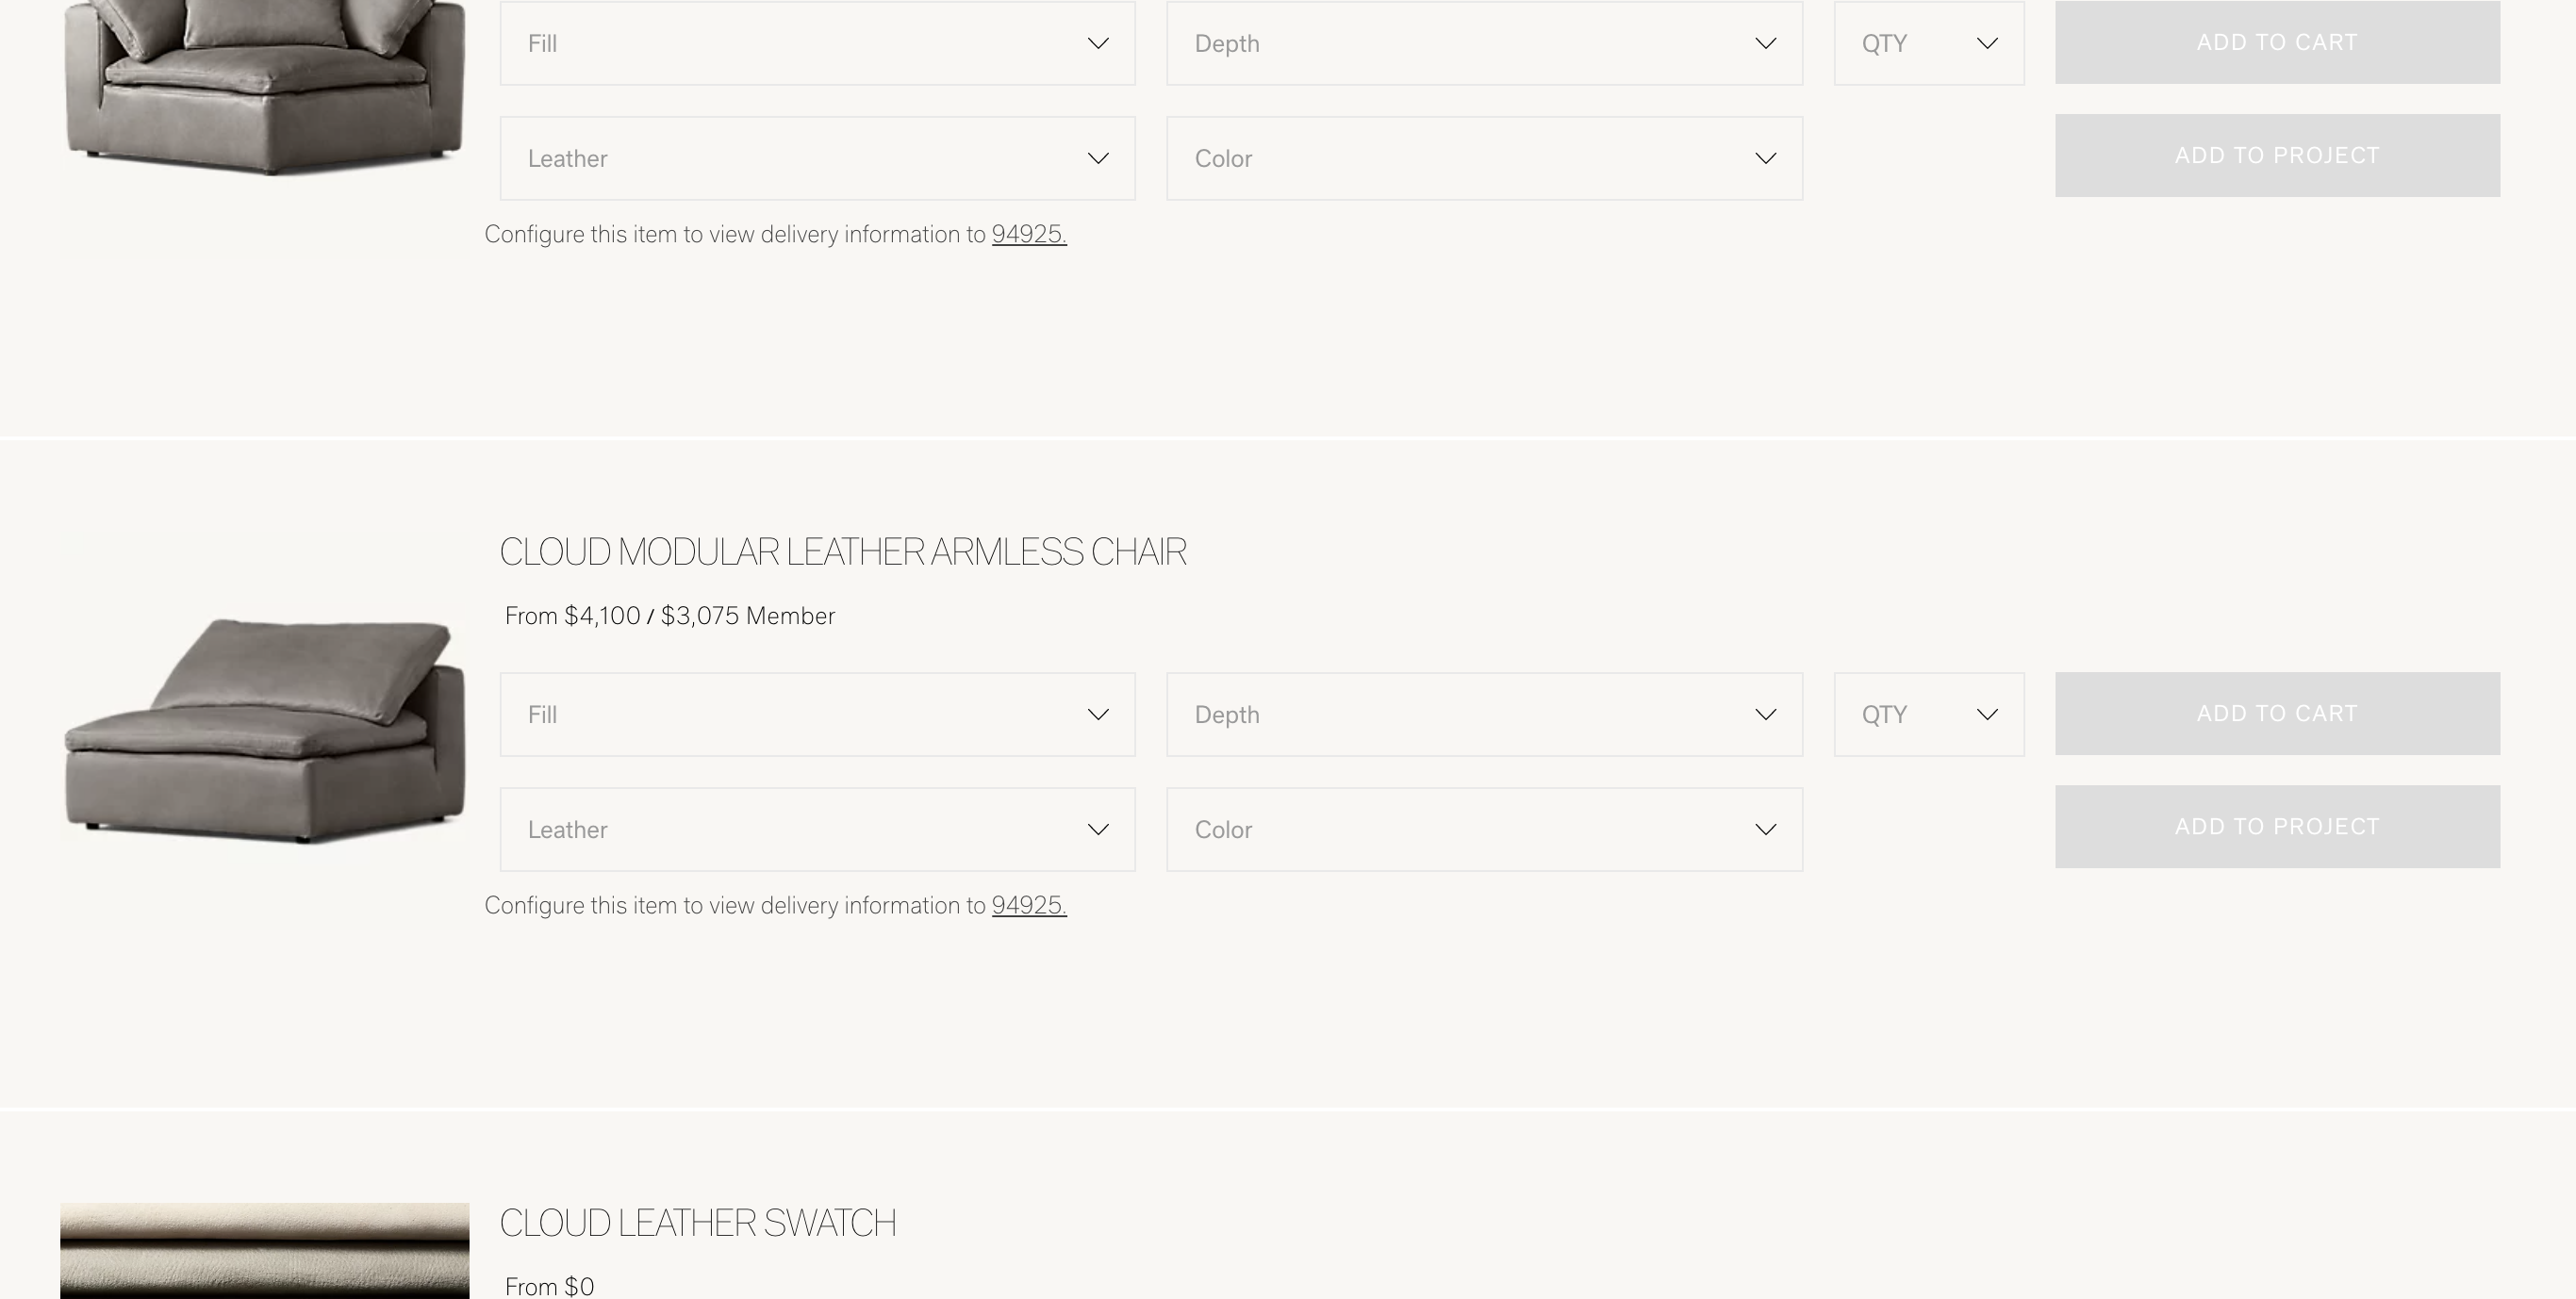 Fill
Depth
QTY
ADD TO CART
Leather
Color
ADD TO PROJECT
Configure this item to view delivery information to 94925.
CLOUD MODULAR LEATHER ARMLESS CHAIR
From $4,100 / $3,075 Member
Fill
Depth
QTY
ADD TO CART
Leather
Color
ADD TO PROJECT
Configure this item to view delivery information to 94925.
CLOUD LEATHER SWATCH
From $0